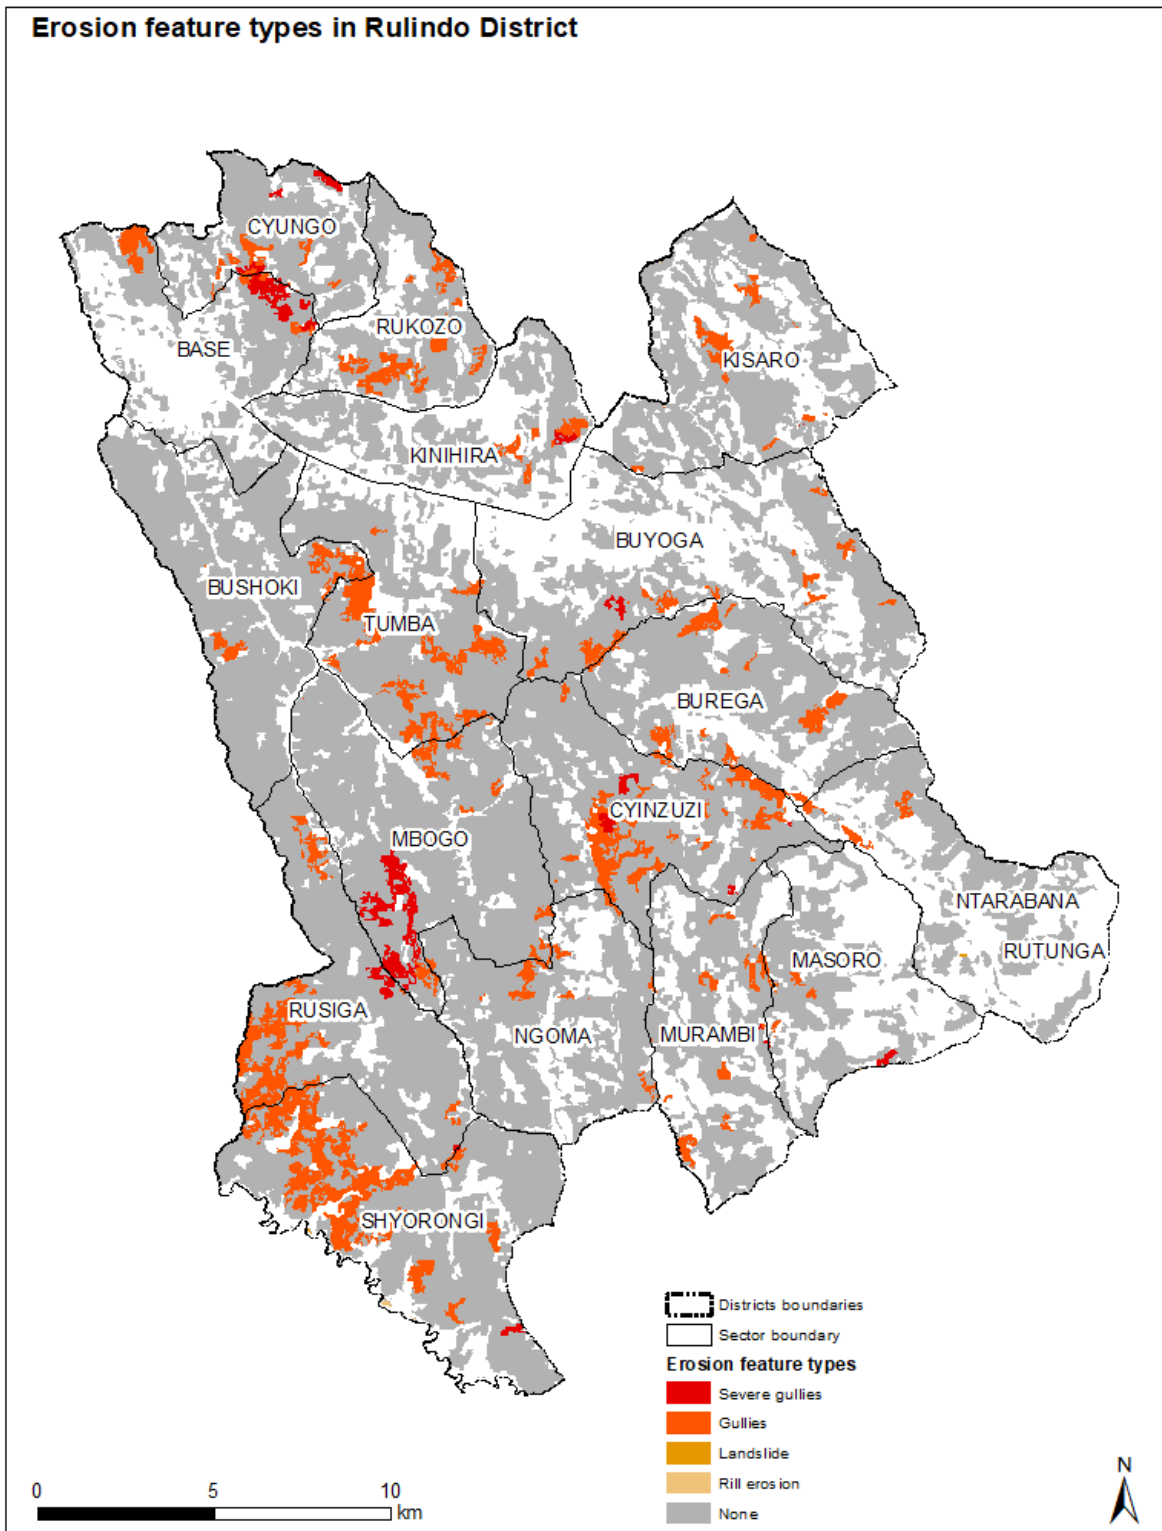 Erosion feature types in Rulindo District
CYUNGO
RUKOZO
BASE
KISARO
KINIHIRA
BUYOGA
BUSHOKI
TUMBA
BUREGA
CYINZUZI
MBOGO
NTARABANA
RUTUNGA
MASORO
RUSIGA
NGOMA
MURAMBI
SHYORONGI
Districts boundaries
Sector boundary
Erosion feature types
Severe gullies
Gullies
Landslide
Rill erosion
None
0 5 10
km
N